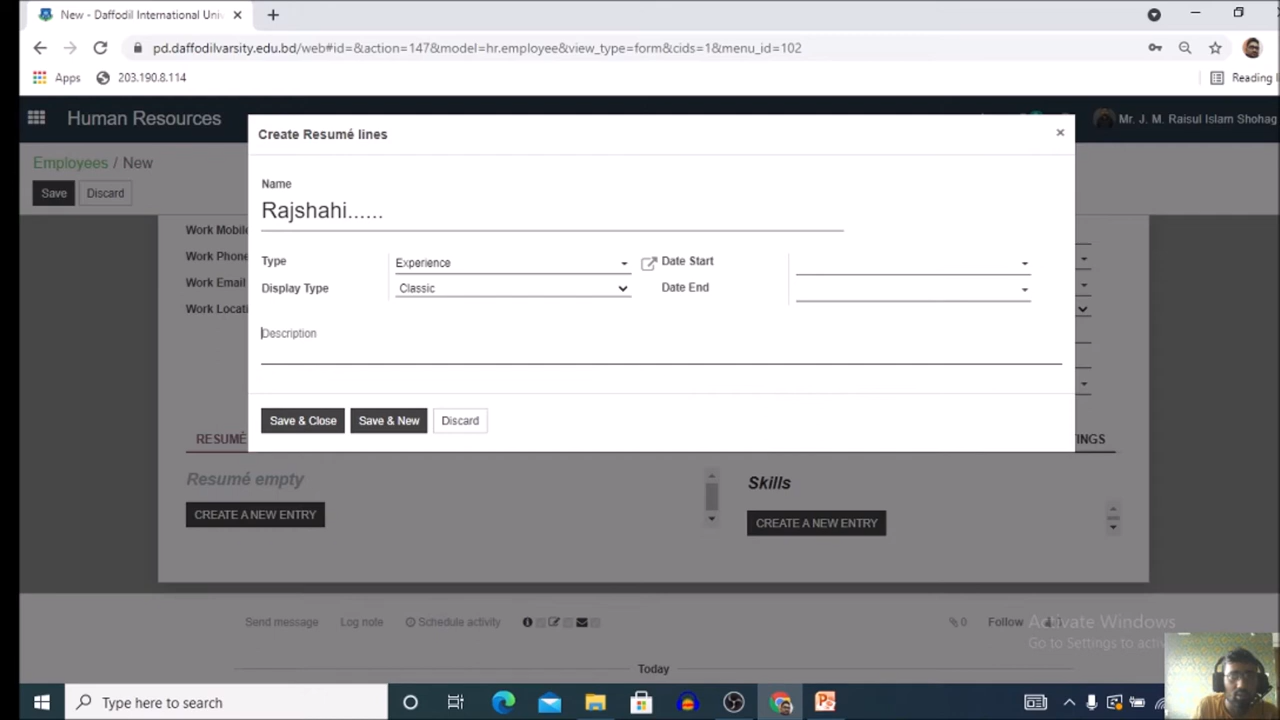 New - Daffodil International Uni
pd.daffodilvarsity.edu.bd/web#id=&action=147&model=hr.employee&view_type=form&cids=1&menu_id=102
Apps
203.190.8.114
Reading l
Human Resources
Mr. J. M. Raisul Islam Shohag
Employees / New
Save
Discard
Create Resumé lines
×
Name
Rajshahi......
Type
Experience
Date Start
Display Type
Classic
Date End
Description
Save & Close
Save & New
Discard
Work Mobile
Work Phone
Work Email
Work Locati
RESUMÉ
INGS
Resumé empty
CREATE A NEW ENTRY
Skills
CREATE A NEW ENTRY
Send message
Log note
Schedule activity
0
Follow
Today
Activate Windows
Go to Settings to activ
Type here to search